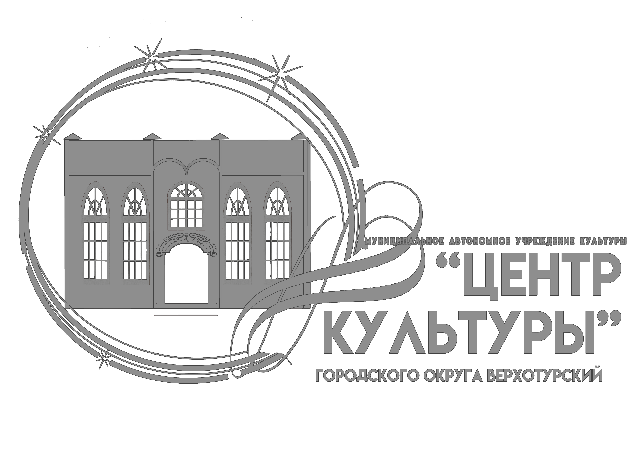 МУНИЦИПАЛЬНОЕ АВТОНОМНОЕ УЧРЕЖДЕНИЕ КУЛЬТУРЫ
“ЦЕНТР
КУЛЬТУРЫ”
ГОРОДСКОГО ОКРУГА ВЕРХОТУРСКИЙ